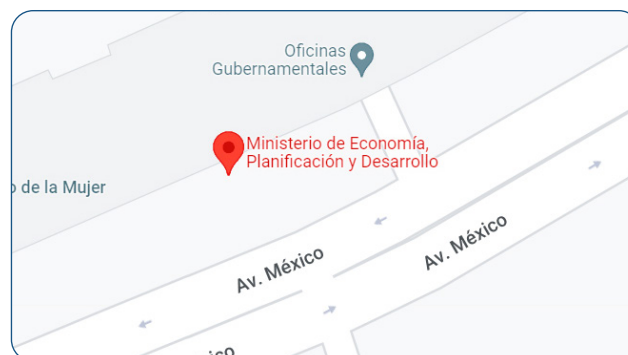 Oficinas
Gubernamentales
Ministerio de Economía,
Planificación y Desarrollo
de la Mujer
Av. México
Av. México